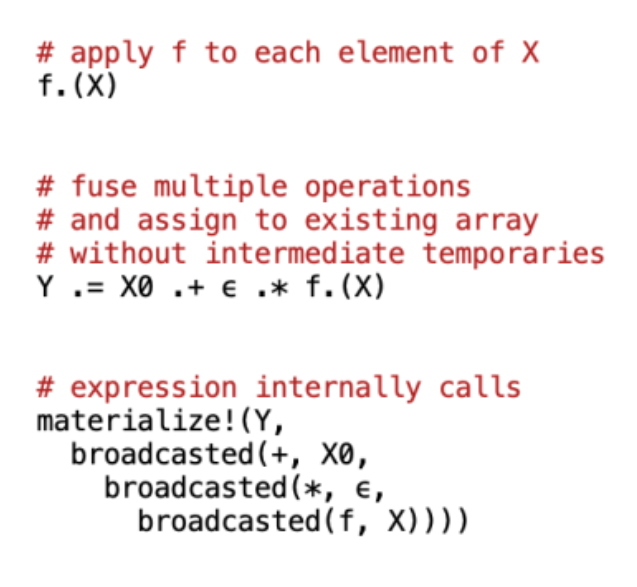 # apply f to each element of X
f.(X)
# fuse multiple operations
# and assign to existing array
# without intermediate temporaries
Y .= X0 .+ ϵ .* f.(X)
# expression internally calls
materialize!(Y,
  broadcasted(+, X0,
    broadcasted(*, ϵ,
      broadcasted(f, X))))